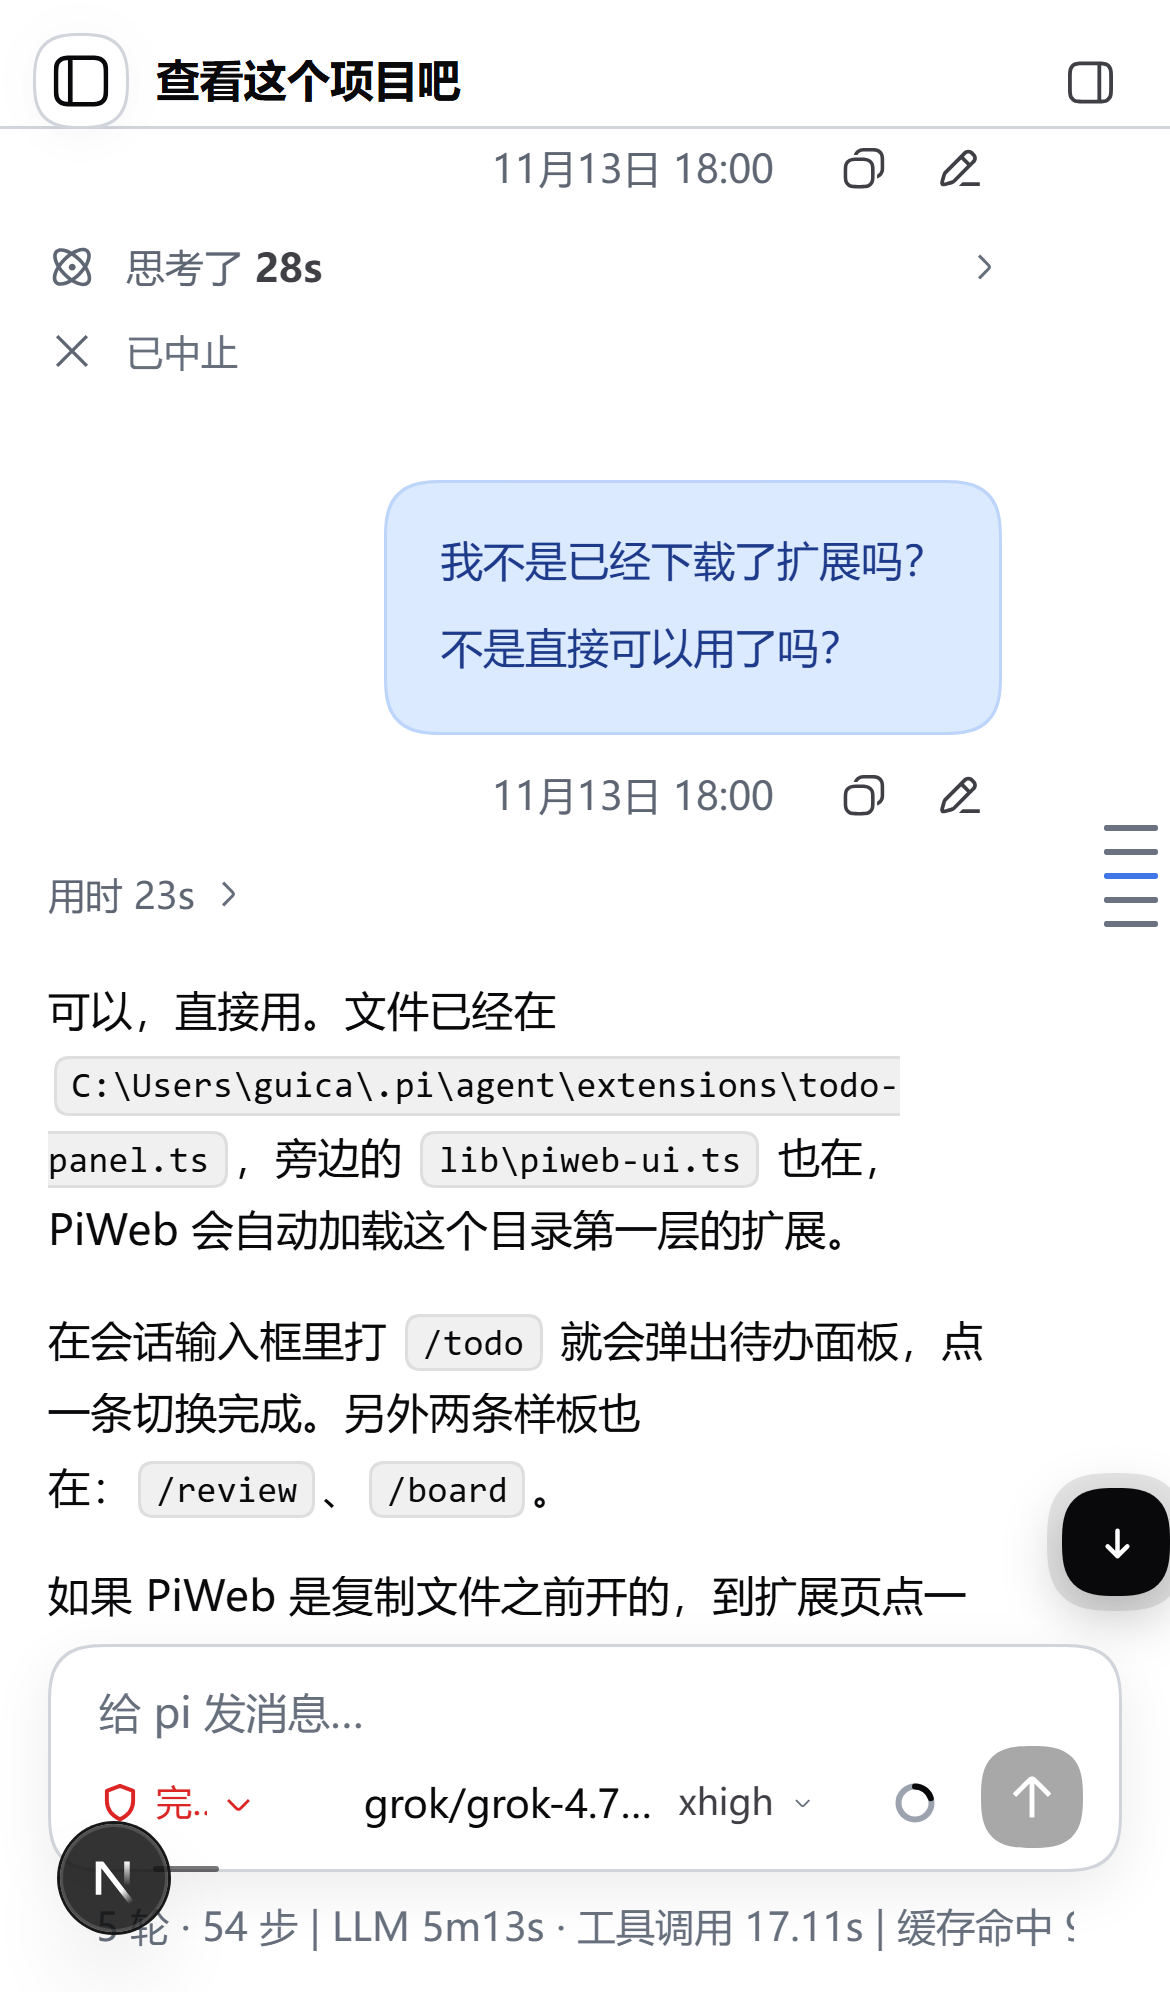 查看这个项目吧
11月13日 18:00
思考了 28s
已中止
我不是已经下载了扩展吗?
不是直接可以用了吗?
11月13日 18:00
用时 23s
可以，直接用。文件已经在
C:\Users\guica\.pi\agent\extensions\todo-
panel.ts，旁边的 lib\piweb-ui.ts 也在，
PiWeb 会自动加载这个目录第一层的扩展。
在会话输入框里打 /todo 就会弹出待办面板，点
一条切换完成。另外两条样板也
在：/review、/board。
如果 PiWeb 是复制文件之前开的，到扩展页点一
给 pi 发消息...
完.. grok/grok-4.7... xhigh
N
5 轮 · 54 步 | LLM 5m13s · 工具调用 17.11s | 缓存命中